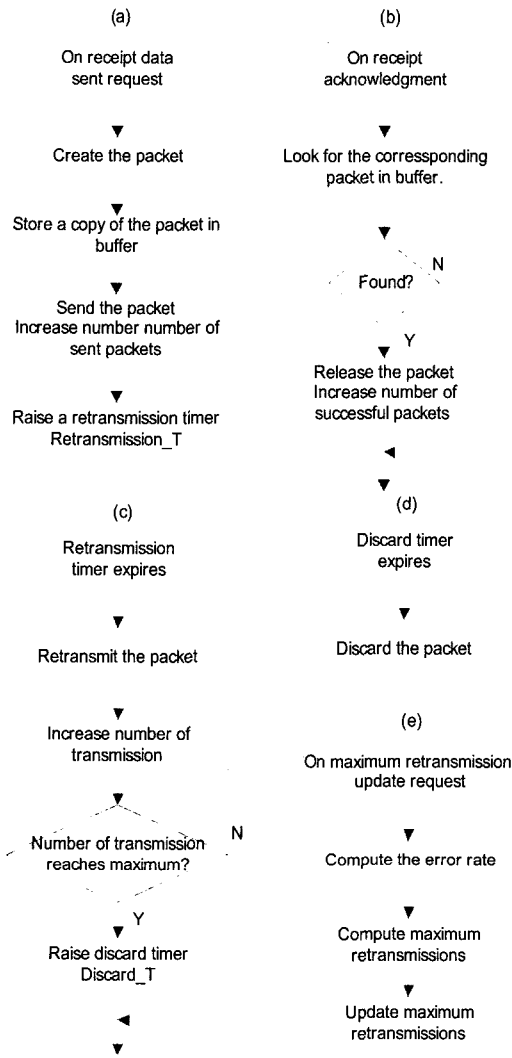 (a)
On receipt data
sent request
Create the packet
Store a copy of the packet in
buffer
Send the packet
Increase number number of
sent packets
Raise a retransmission timer
Retransmission_T
(b)
On receipt
acknowledgment
Look for the corressponding
packet in buffer.
Found?
N
Y
Release the packet
Increase number of
successful packets
(c)
Retransmission
timer expires
Retransmit the packet
Increase number of
transmission
Number of transmission
reaches maximum?
N
Y
Raise discard timer
Discard_T
(d)
Discard timer
expires
Discard the packet
(e)
On maximum retransmission
update request
Compute the error rate
Compute maximum
retransmissions
Update maximum
retransmissions